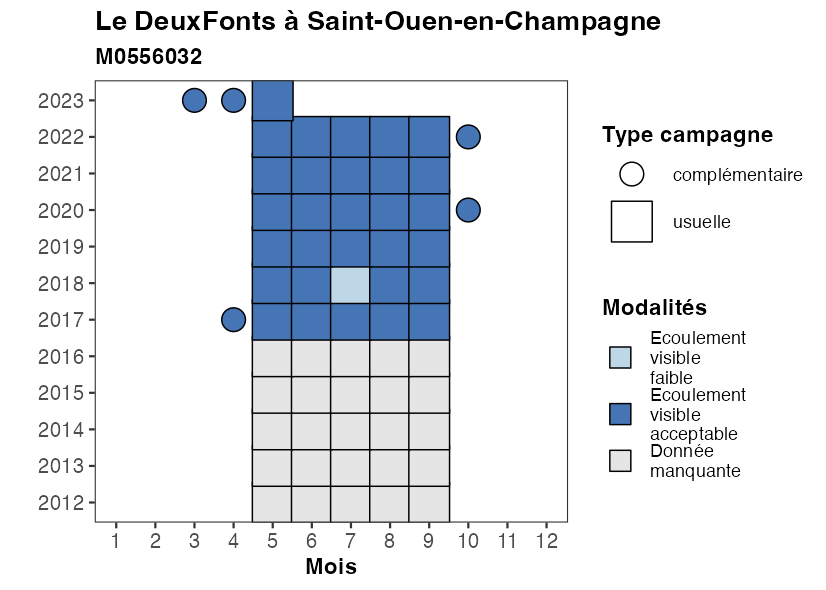 Le DeuxFonts à Saint-Ouen-en-Champagne
M0556032
2023
2022
2021
2020
2019
2018
2017
2016
2015
2014
2013
2012
1 2 3 4 5 6 7 8 9 10 11 12
Mois
Type campagne
complémentaire
usuelle
Modalités
Ecoulement
visible
faible
Ecoulement
visible
acceptable
Donnée
manquante